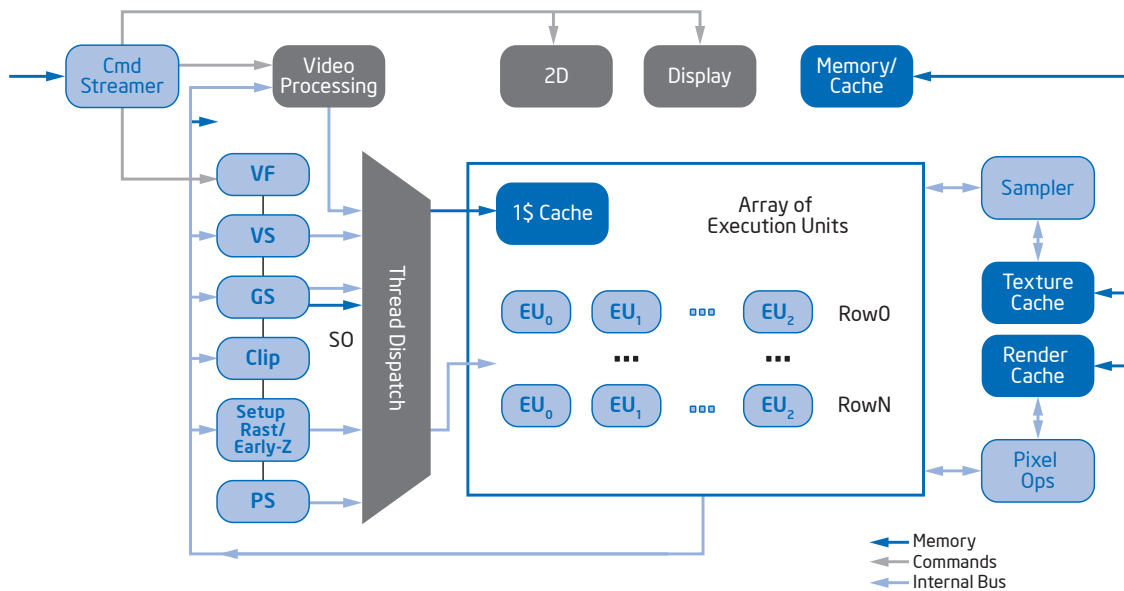 Cmd
Streamer
Video
Processing
2D
Display
Memory/
Cache
VF
VS
GS
SO
Clip
Setup
Rast/
Early-Z
PS
Thread Dispatch
1$ Cache
Array of
Execution Units
EU0 EU1 EU2 Row0
EU0 EU1 EU2 RowN
Sampler
Texture
Cache
Render
Cache
Pixel
Ops
Memory
Commands
Internal Bus